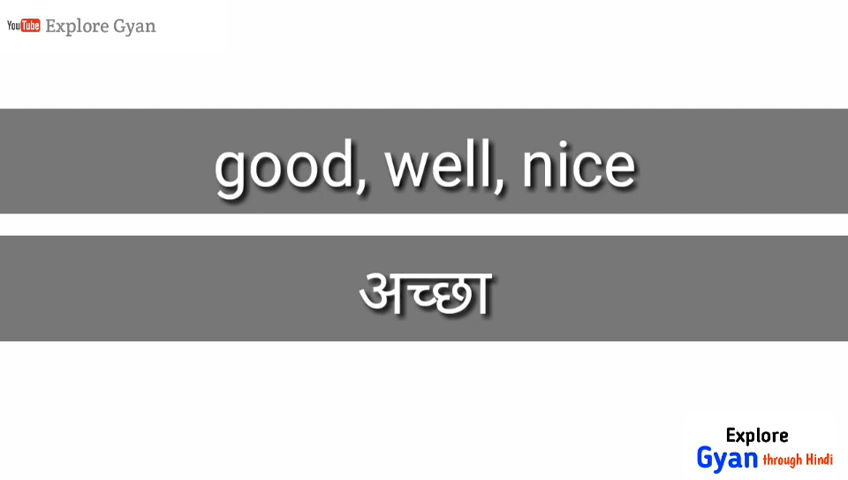 YouTube Explore Gyan
good, well, nice
अच्छा
Explore
Gyan through Hindi